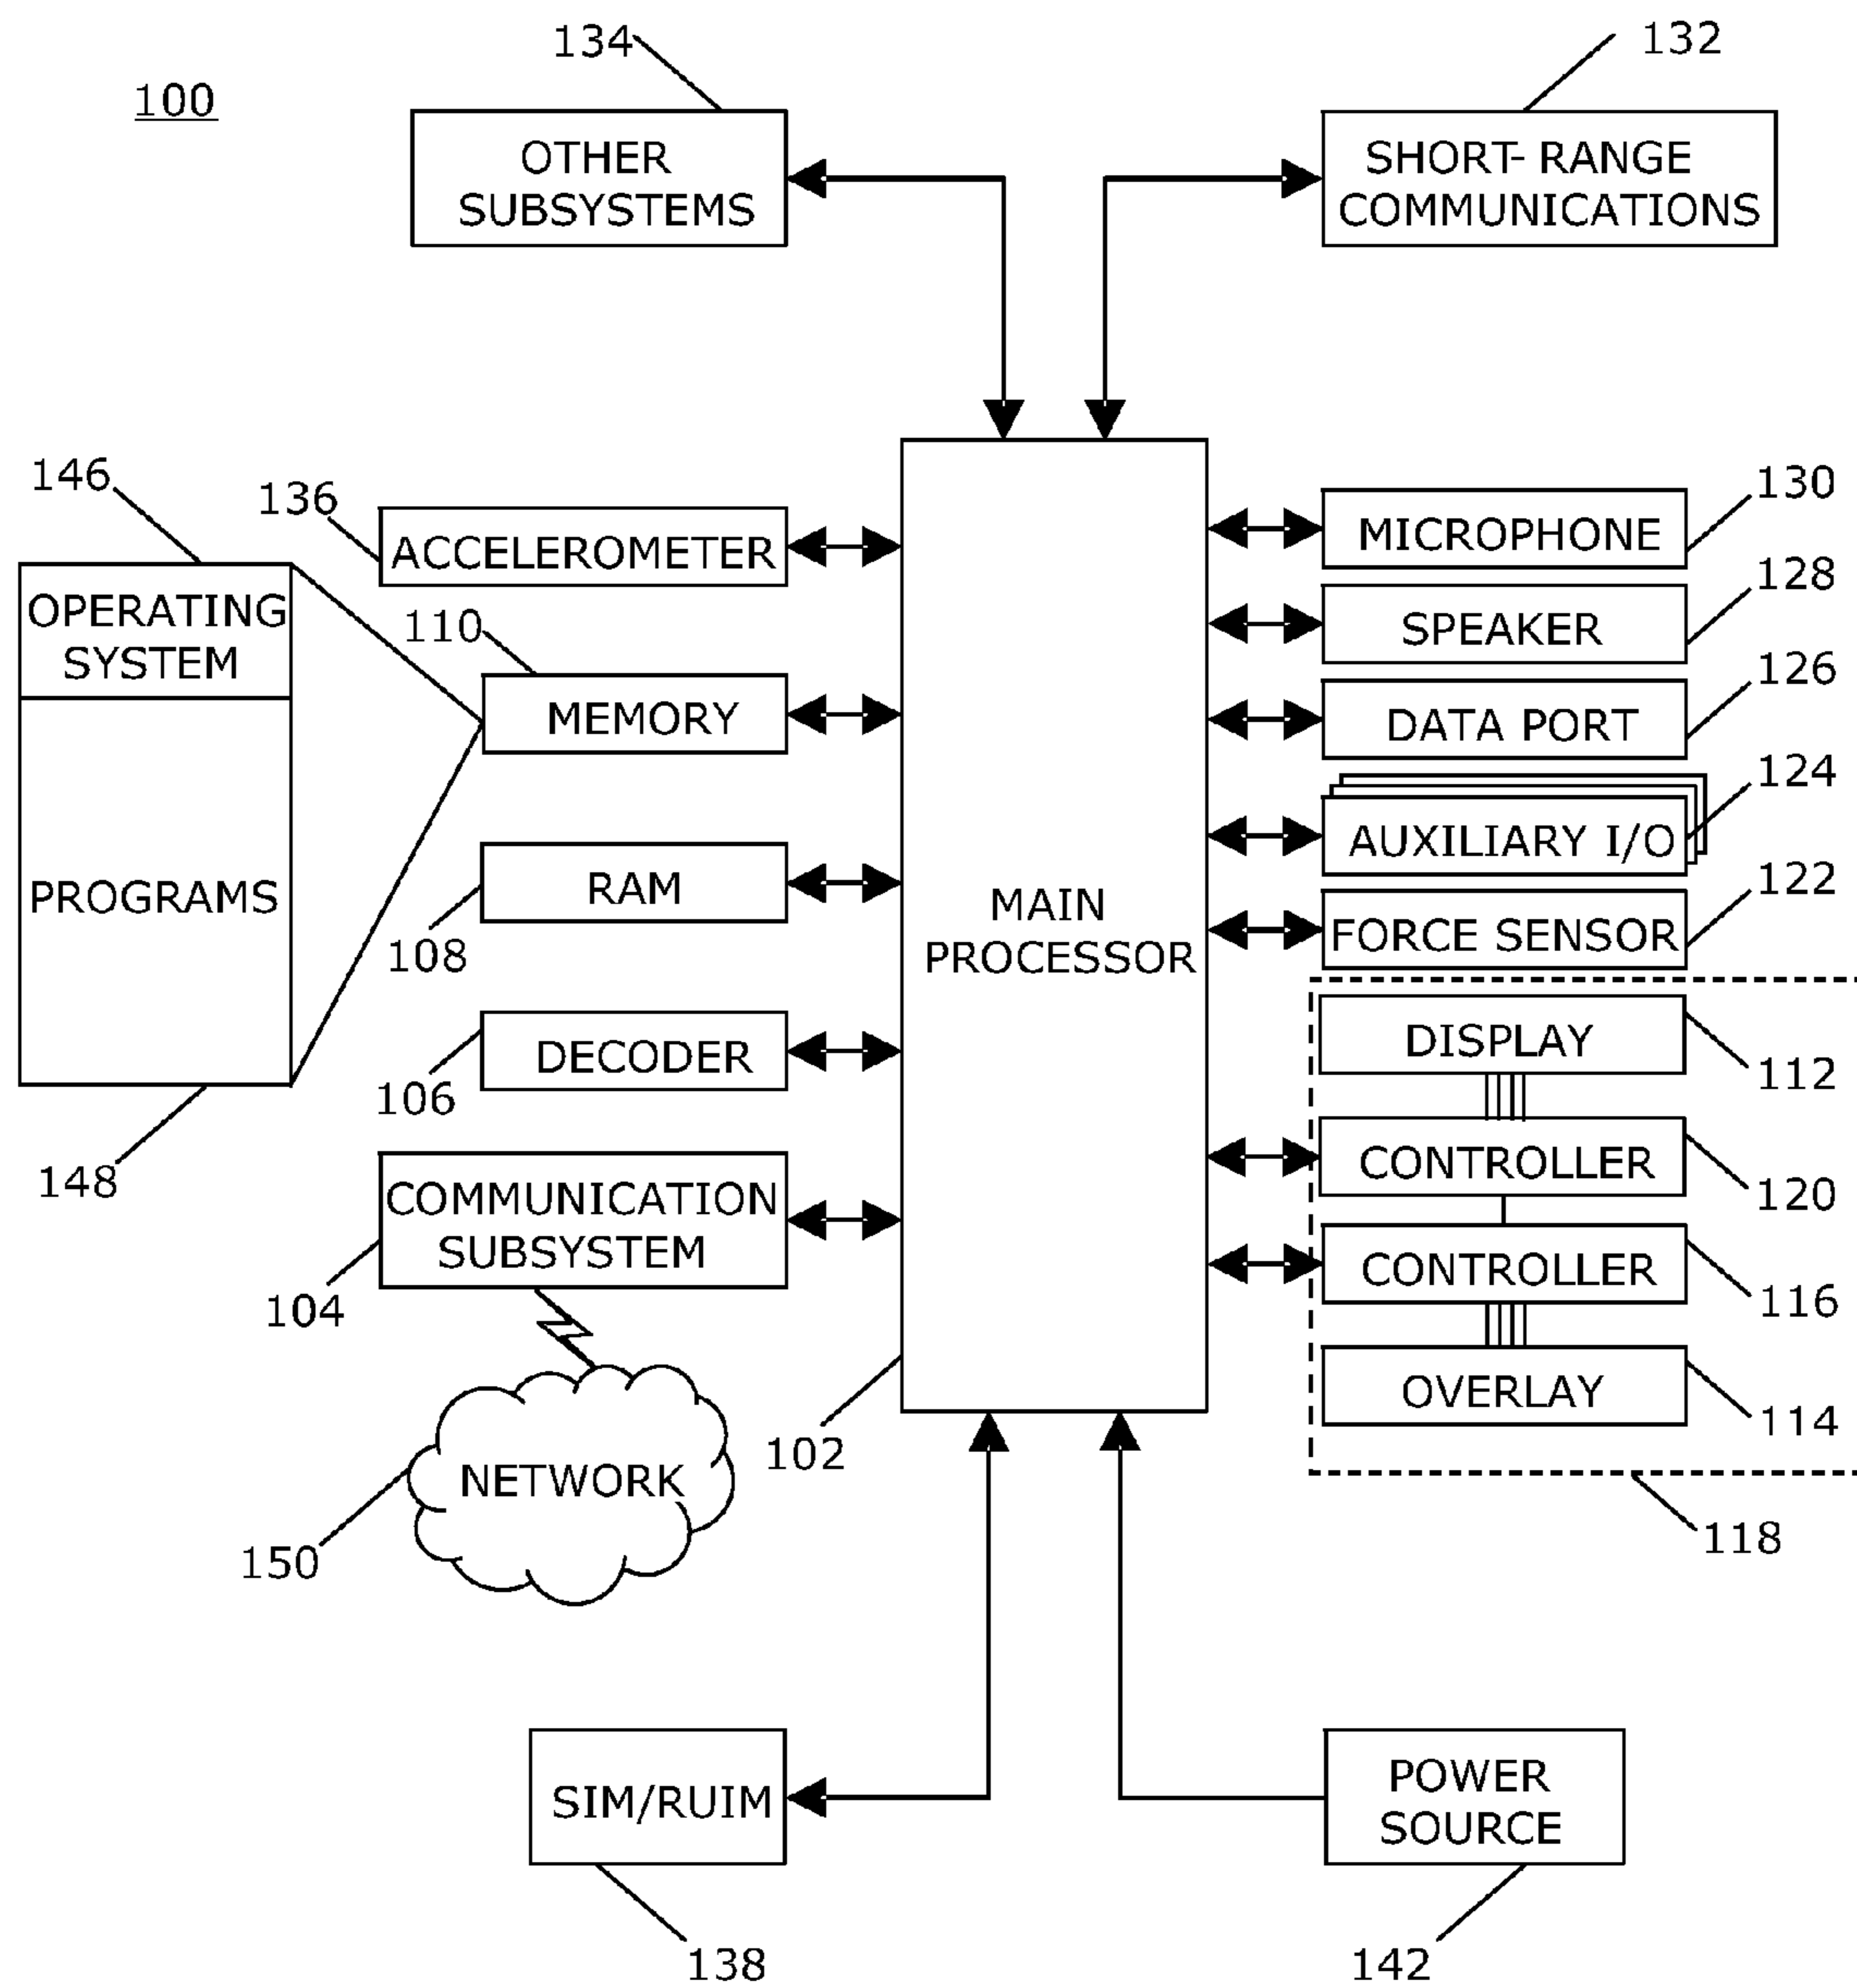 134
132
100
OTHER
SUBSYSTEMS
SHORT-RANGE
COMMUNICATIONS
146
136
ACCELEROMETER
130
MICROPHONE
OPERATING
SYSTEM
128
SPEAKER
110
MEMORY
126
DATA PORT
124
AUXILIARY I/O
PROGRAMS
RAM
108
MAIN
PROCESSOR
122
FORCE SENSOR
DISPLAY
112
DECODER
106
CONTROLLER
120
148
COMMUNICATION
SUBSYSTEM
104
CONTROLLER
116
OVERLAY
114
102
NETWORK
150
118
SIM/RUIM
138
POWER
SOURCE
142